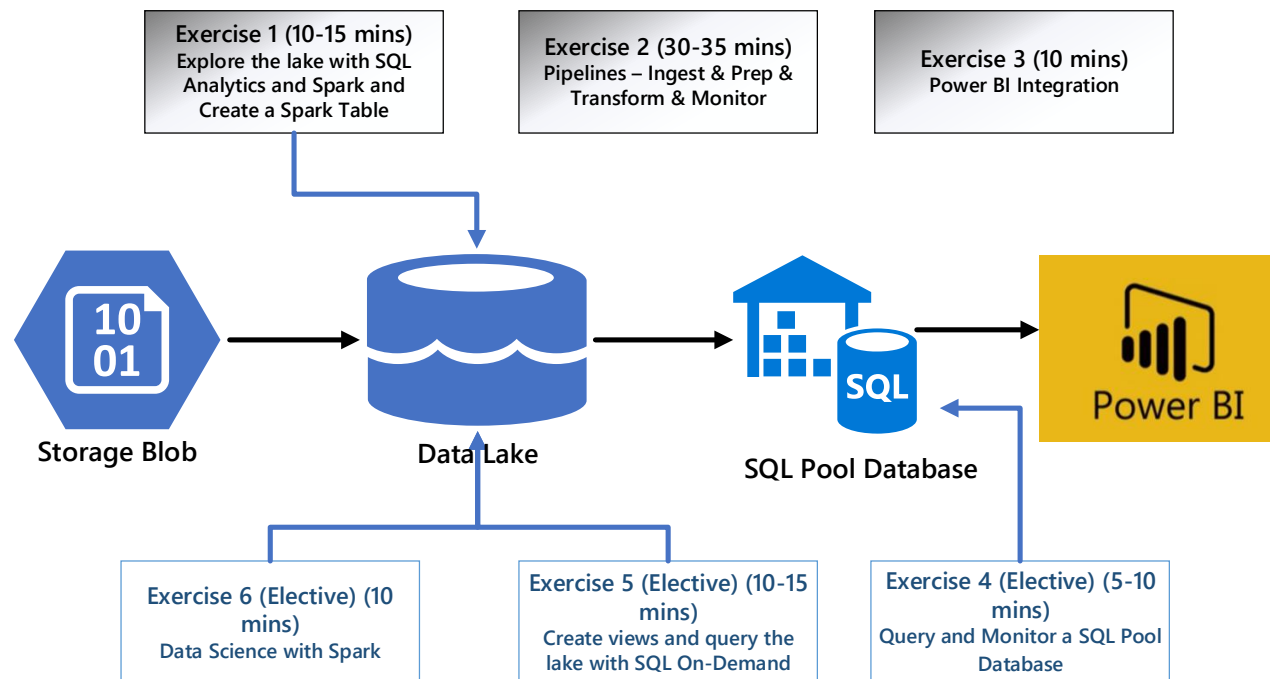 Exercise 1 (10-15 mins)
Explore the lake with SQL
Analytics and Spark and
Create a Spark Table
Exercise 2 (30-35 mins)
Pipelines – Ingest & Prep &
Transform & Monitor
Exercise 3 (10 mins)
Power BI Integration
10
01
Storage Blob
Data Lake
SQL
SQL Pool Database
Power BI
Exercise 6 (Elective) (10
mins)
Data Science with Spark
Exercise 5 (Elective) (10-15
mins)
Create views and query the
lake with SQL On-Demand
Exercise 4 (Elective) (5-10
mins)
Query and Monitor a SQL Pool
Database